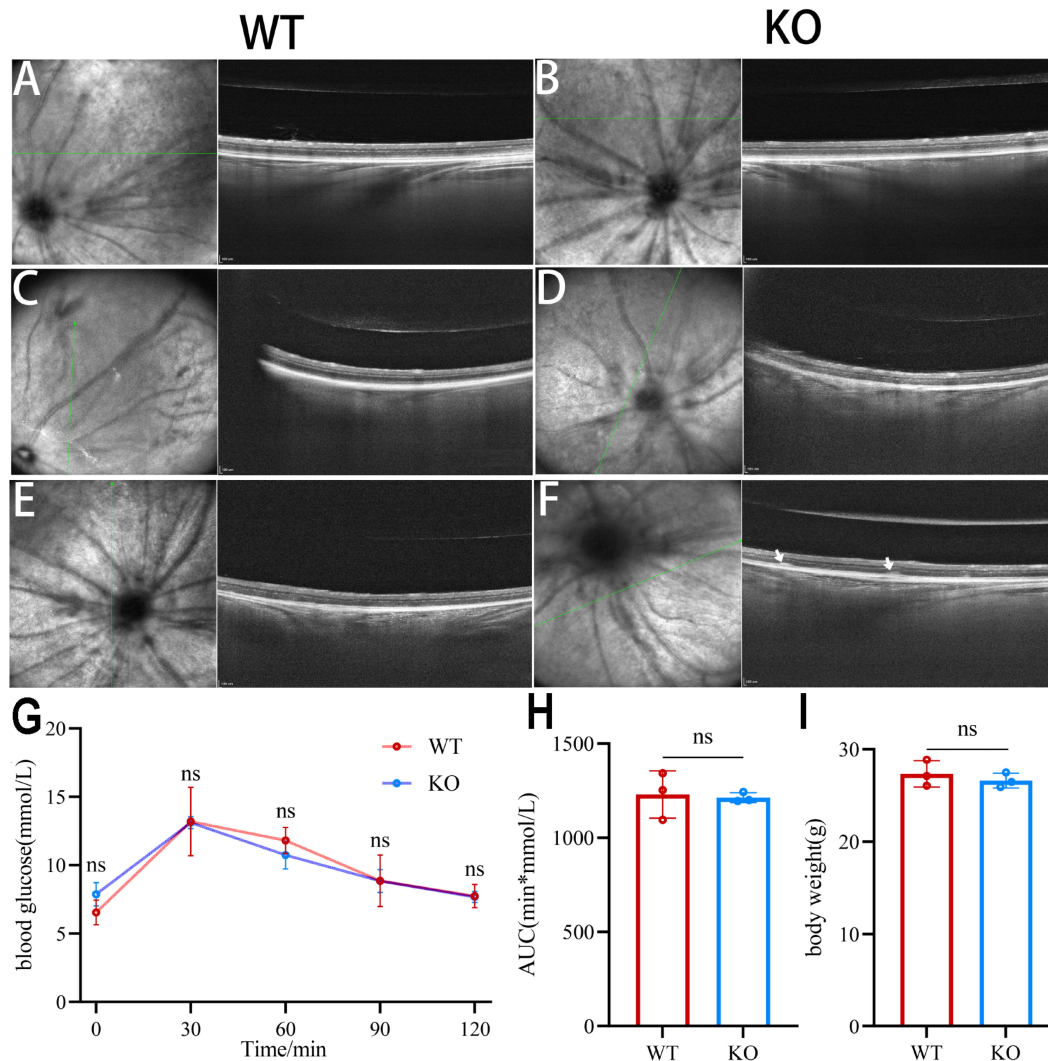 WT
KO
A
B
C
D
E
F
G
H
I
blood glucose(mmol/L)
20
15
10
5
0
ns
ns
ns
ns
ns
WT
KO
0
30
60
90
120
Time/min
AUC(min*mmol/L)
1500
1000
500
0
ns
WT
KO
body weight(g)
30
20
10
0
ns
WT
KO